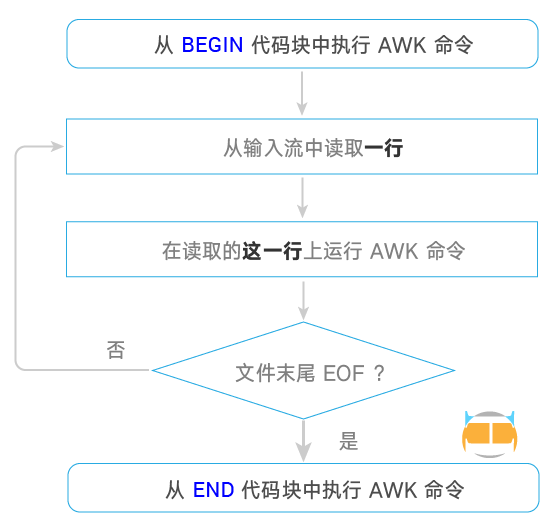 从 BEGIN 代码块中执行 AWK 命令
从输入流中读取一行
在读取的这一行上运行 AWK 命令
否
文件末尾 EOF ？
是
从 END 代码块中执行 AWK 命令